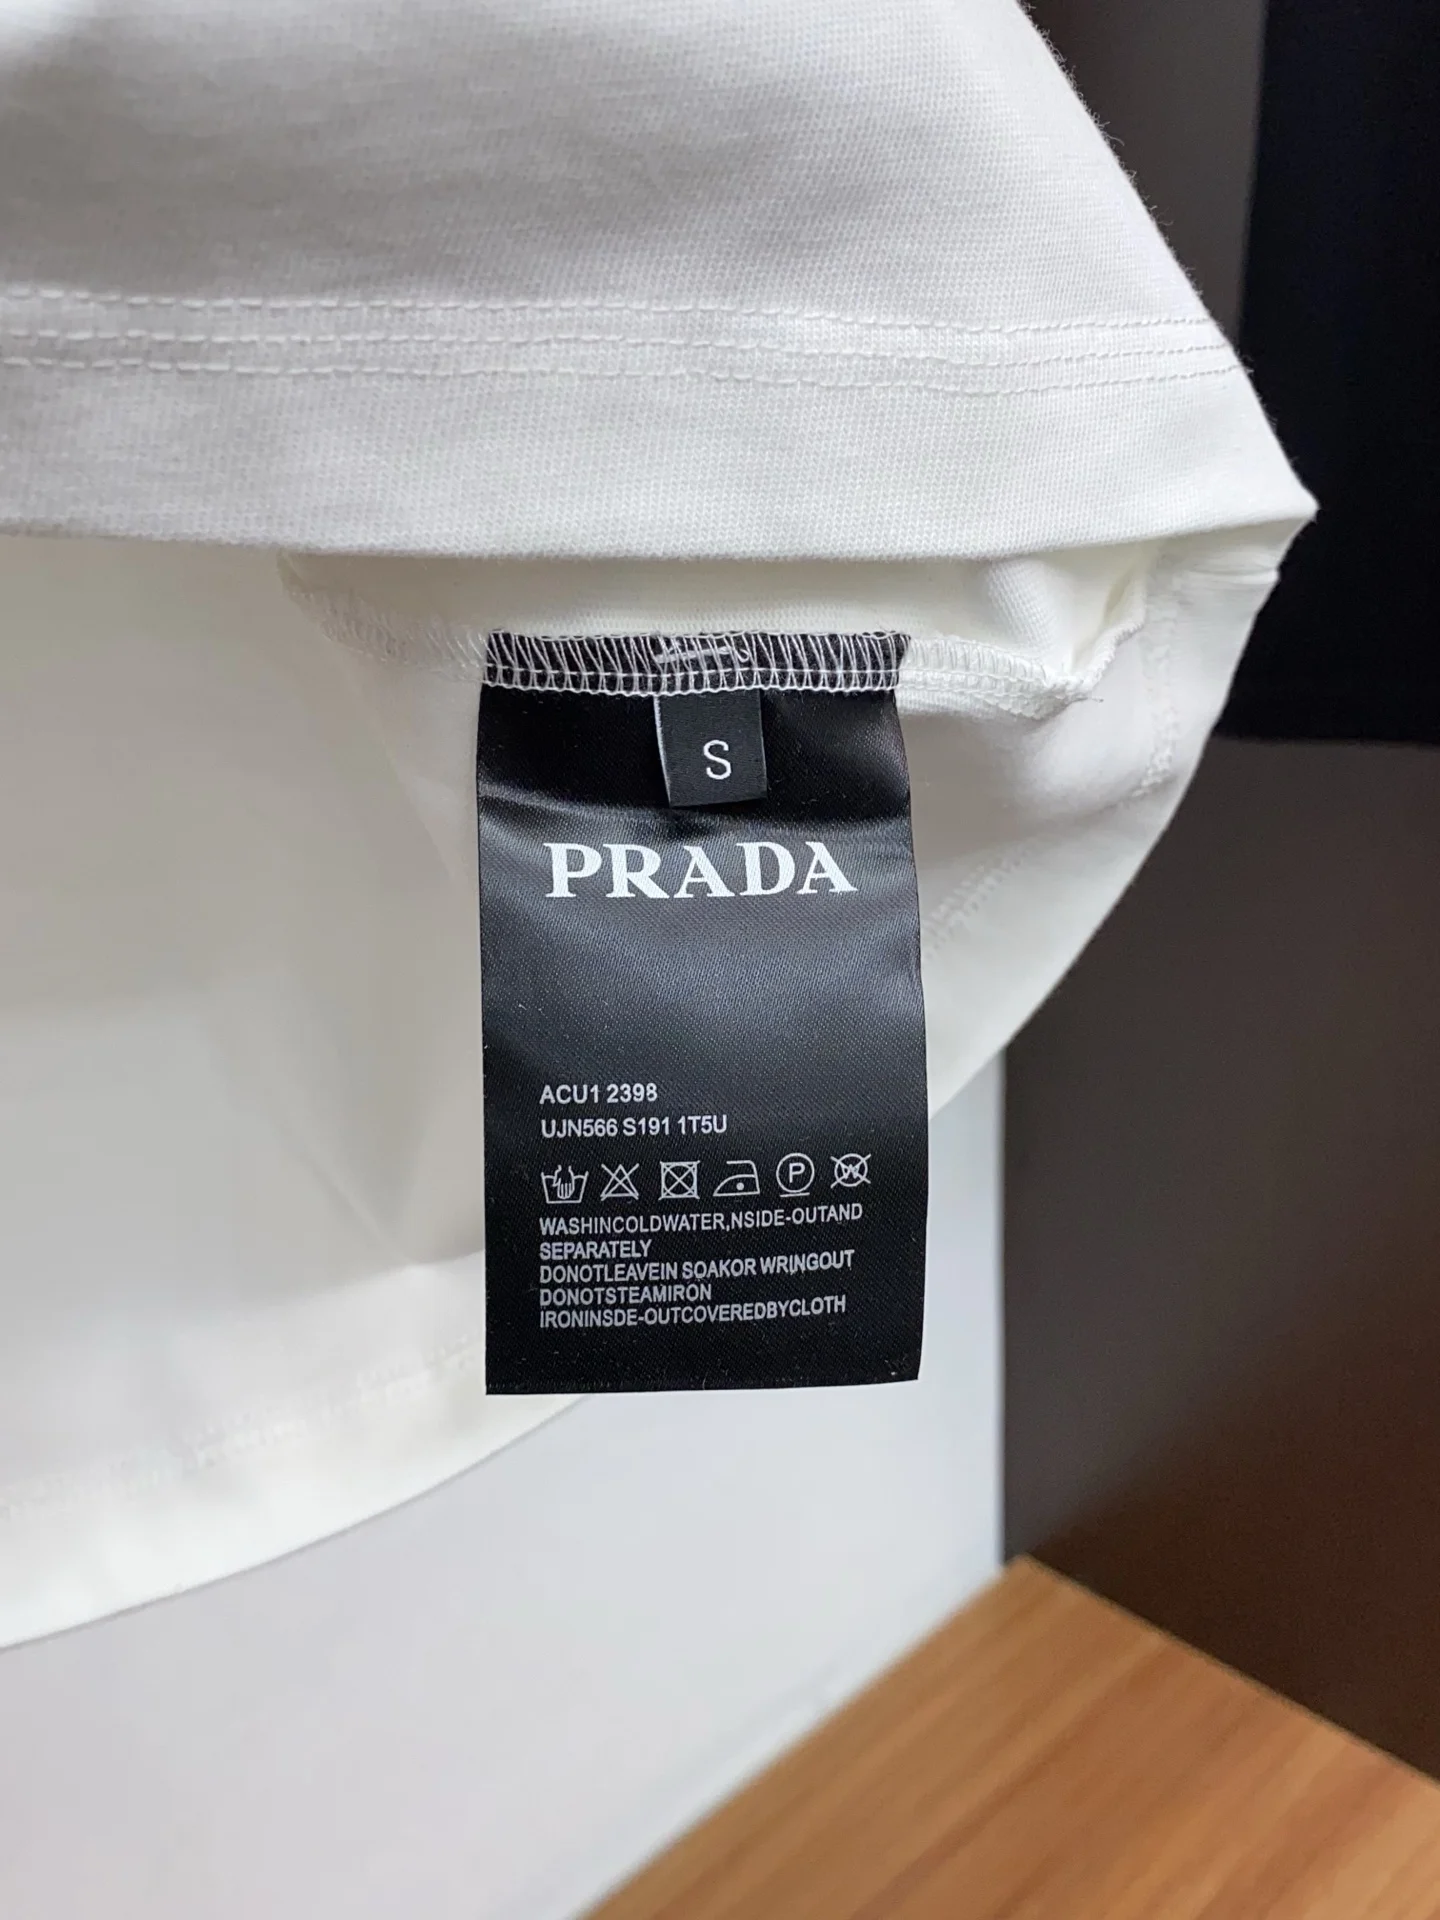 S
PRADA
ACU1 2398
UJN566 S191 1T5U
P
W
WASHINCOLDWATER,NSIDE-OUTAND
SEPARATELY
DONOTLEAVEIN SOAKOR WRINGOUT
DONOTSTEAMIRON
IRONINSDE-OUTCOVEREDBYCLOTH